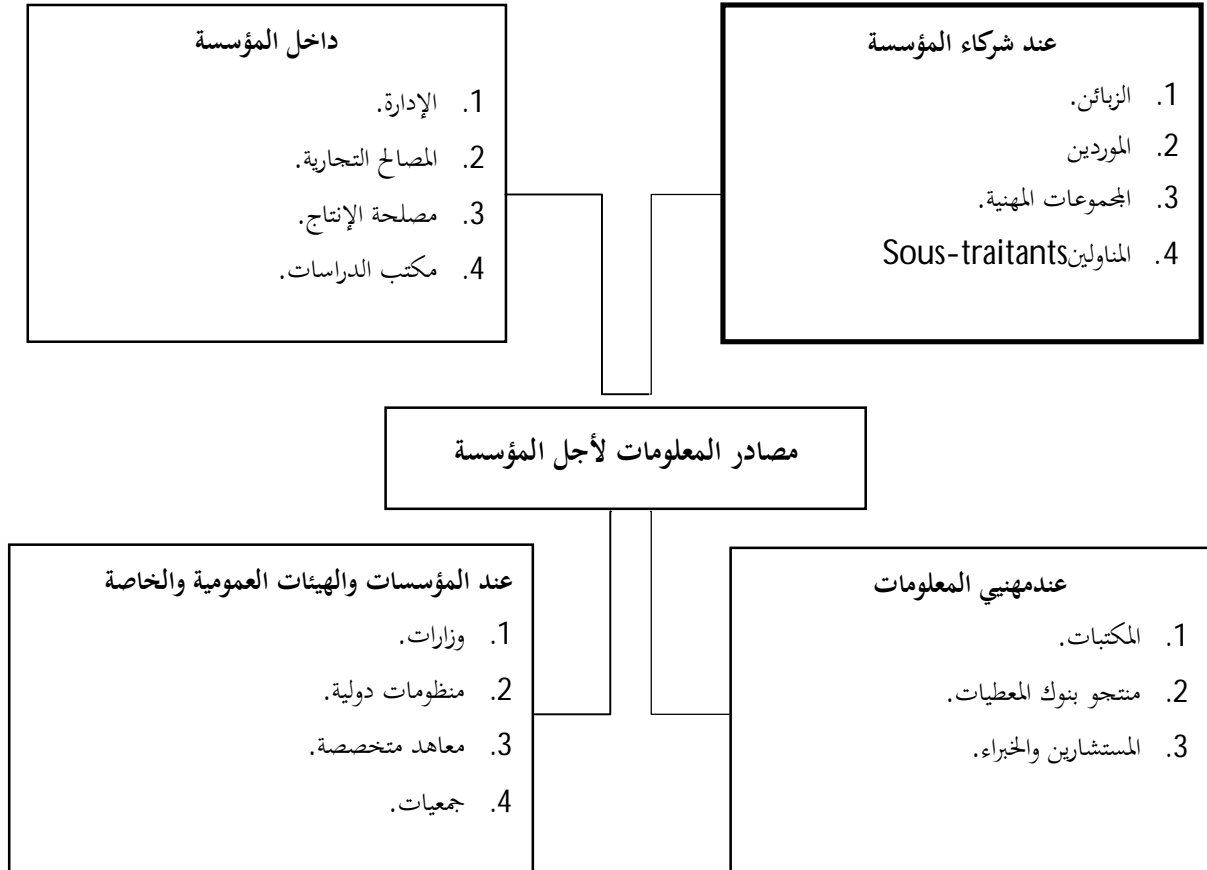 عند شركاء المؤسسة
1. الزبائن.
2. الموردين
3. المجموعات المهنية.
4. المناولينSous-traitants
داخل المؤسسة
1. الإدارة.
2. المصالح التجارية.
3. مصلحة الإنتاج.
4. مكتب الدراسات.
مصادر المعلومات لأجل المؤسسة
عندمهنيي المعلومات
1. المكتبات.
2. منتجو بنوك المعطيات.
3. المستشارين والخبراء.
عند المؤسسات والهيئات العمومية والخاصة
1. وزارات.
2. منظومات دولية.
3. معاهد متخصصة.
4. جمعيات.